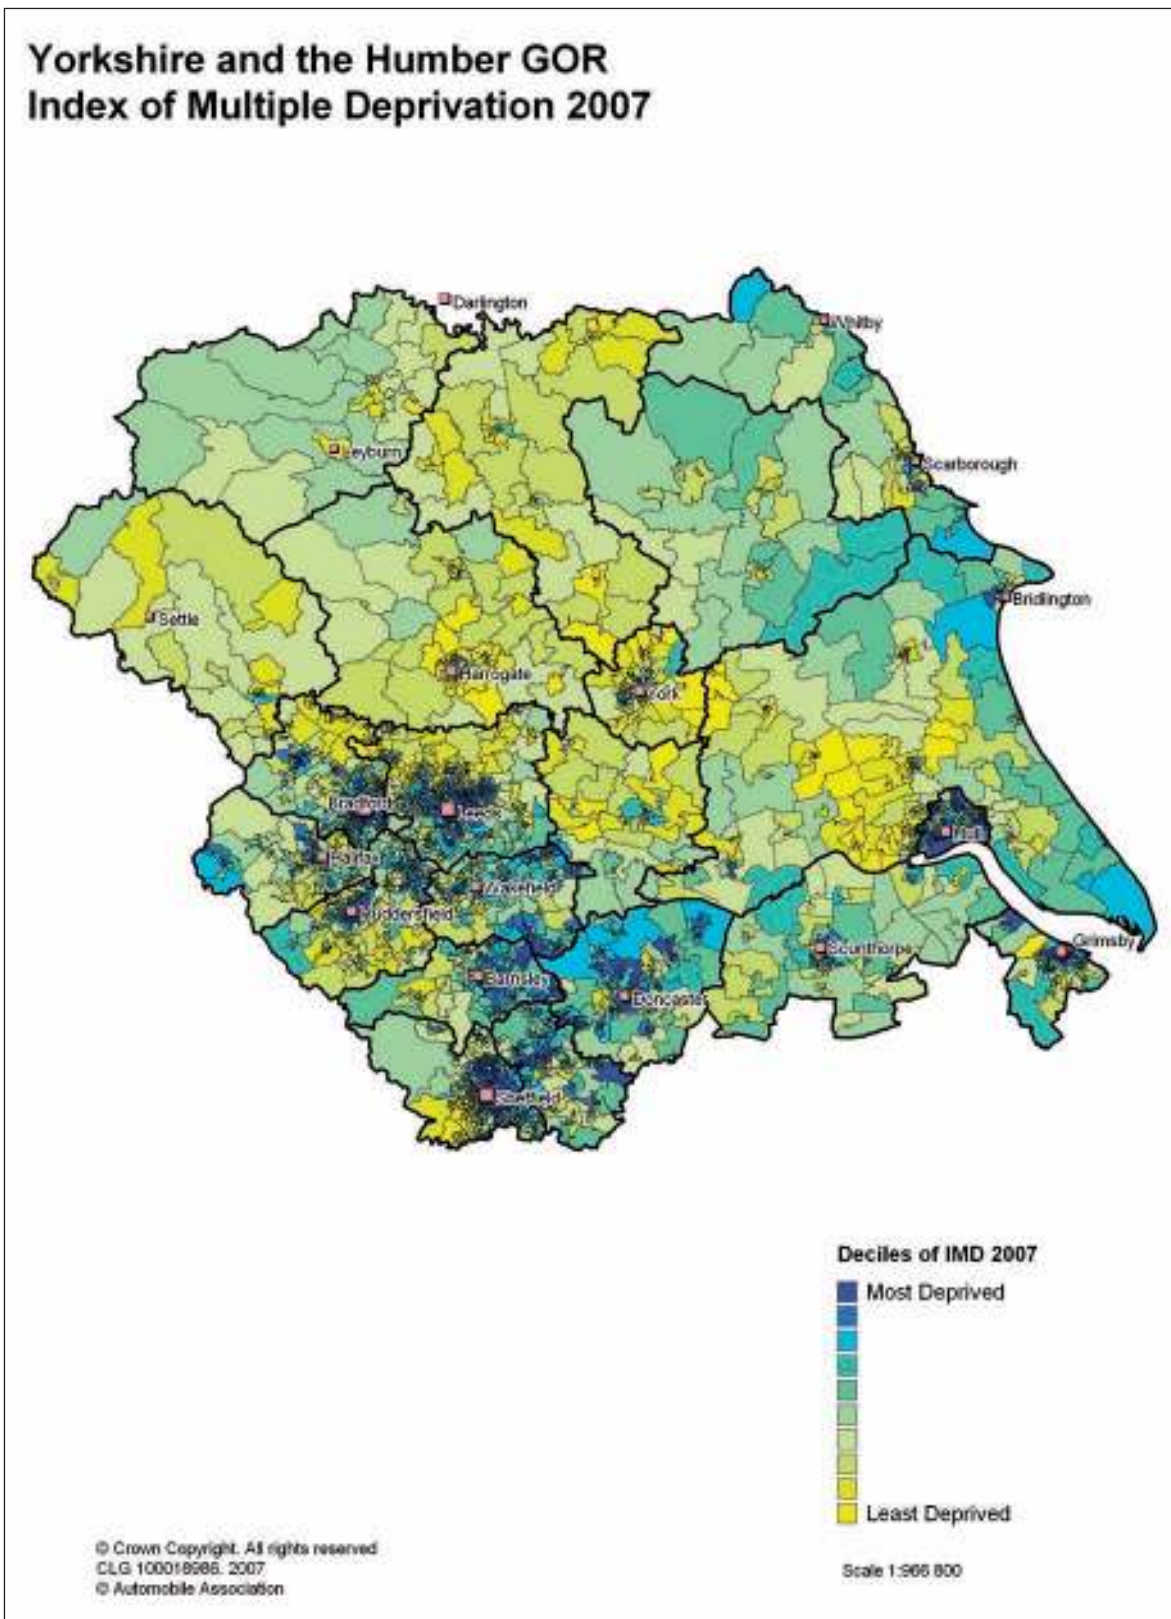 Yorkshire and the Humber GOR
Index of Multiple Deprivation 2007
Darlington
Whitby
Leyburn
Scarborough
Bridlington
Settle
Harrogate
York
Bradford
Leeds
Hull
Halifax
Wakefield
Huddersfield
Grimsby
Scunthorpe
Barnsley
Doncaster
Sheffield
Deciles of IMD 2007
Most Deprived
Least Deprived
© Crown Copyright. All rights reserved
CLG 100018986. 2007
© Automobile Association
Scale 1:966 800